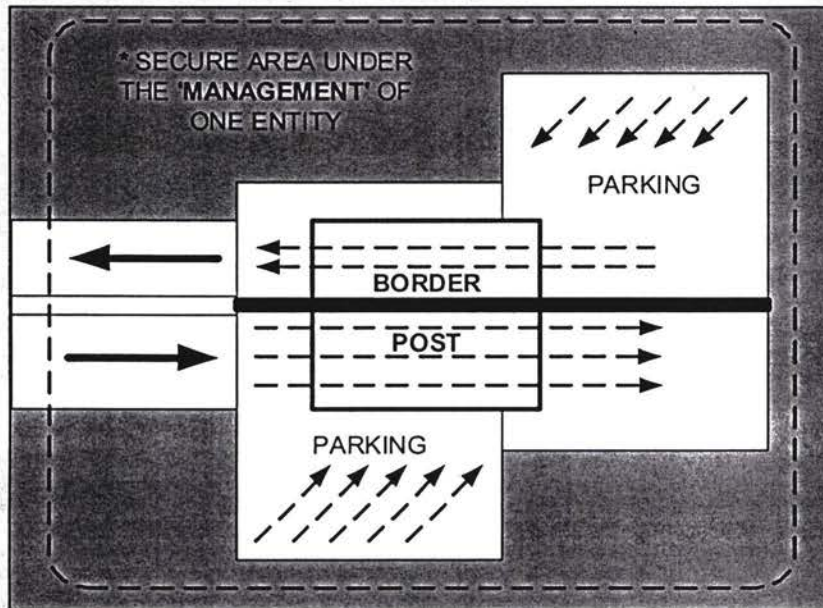 * SECURE AREA UNDER
THE 'MANAGEMENT' OF
ONE ENTITY
PARKING
BORDER
POST
PARKING